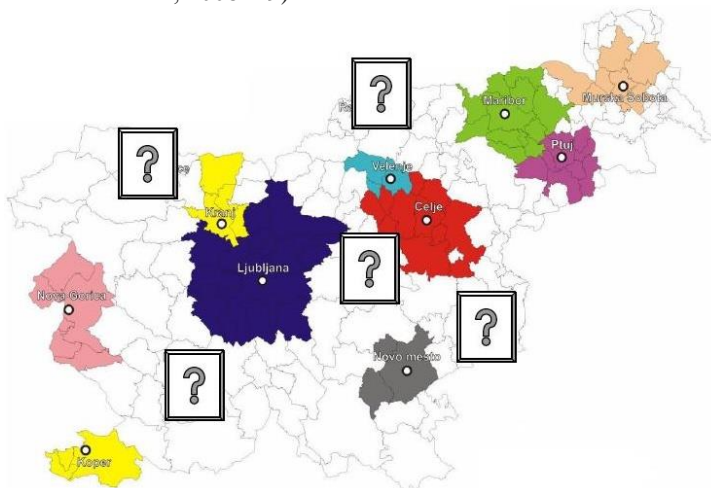 Maribor
Murska Sobota
Ptuj
Velenje
Kranj
Celje
Ljubljana
Nova Gorica
Novo mesto
Koper
?
?
?
?
?